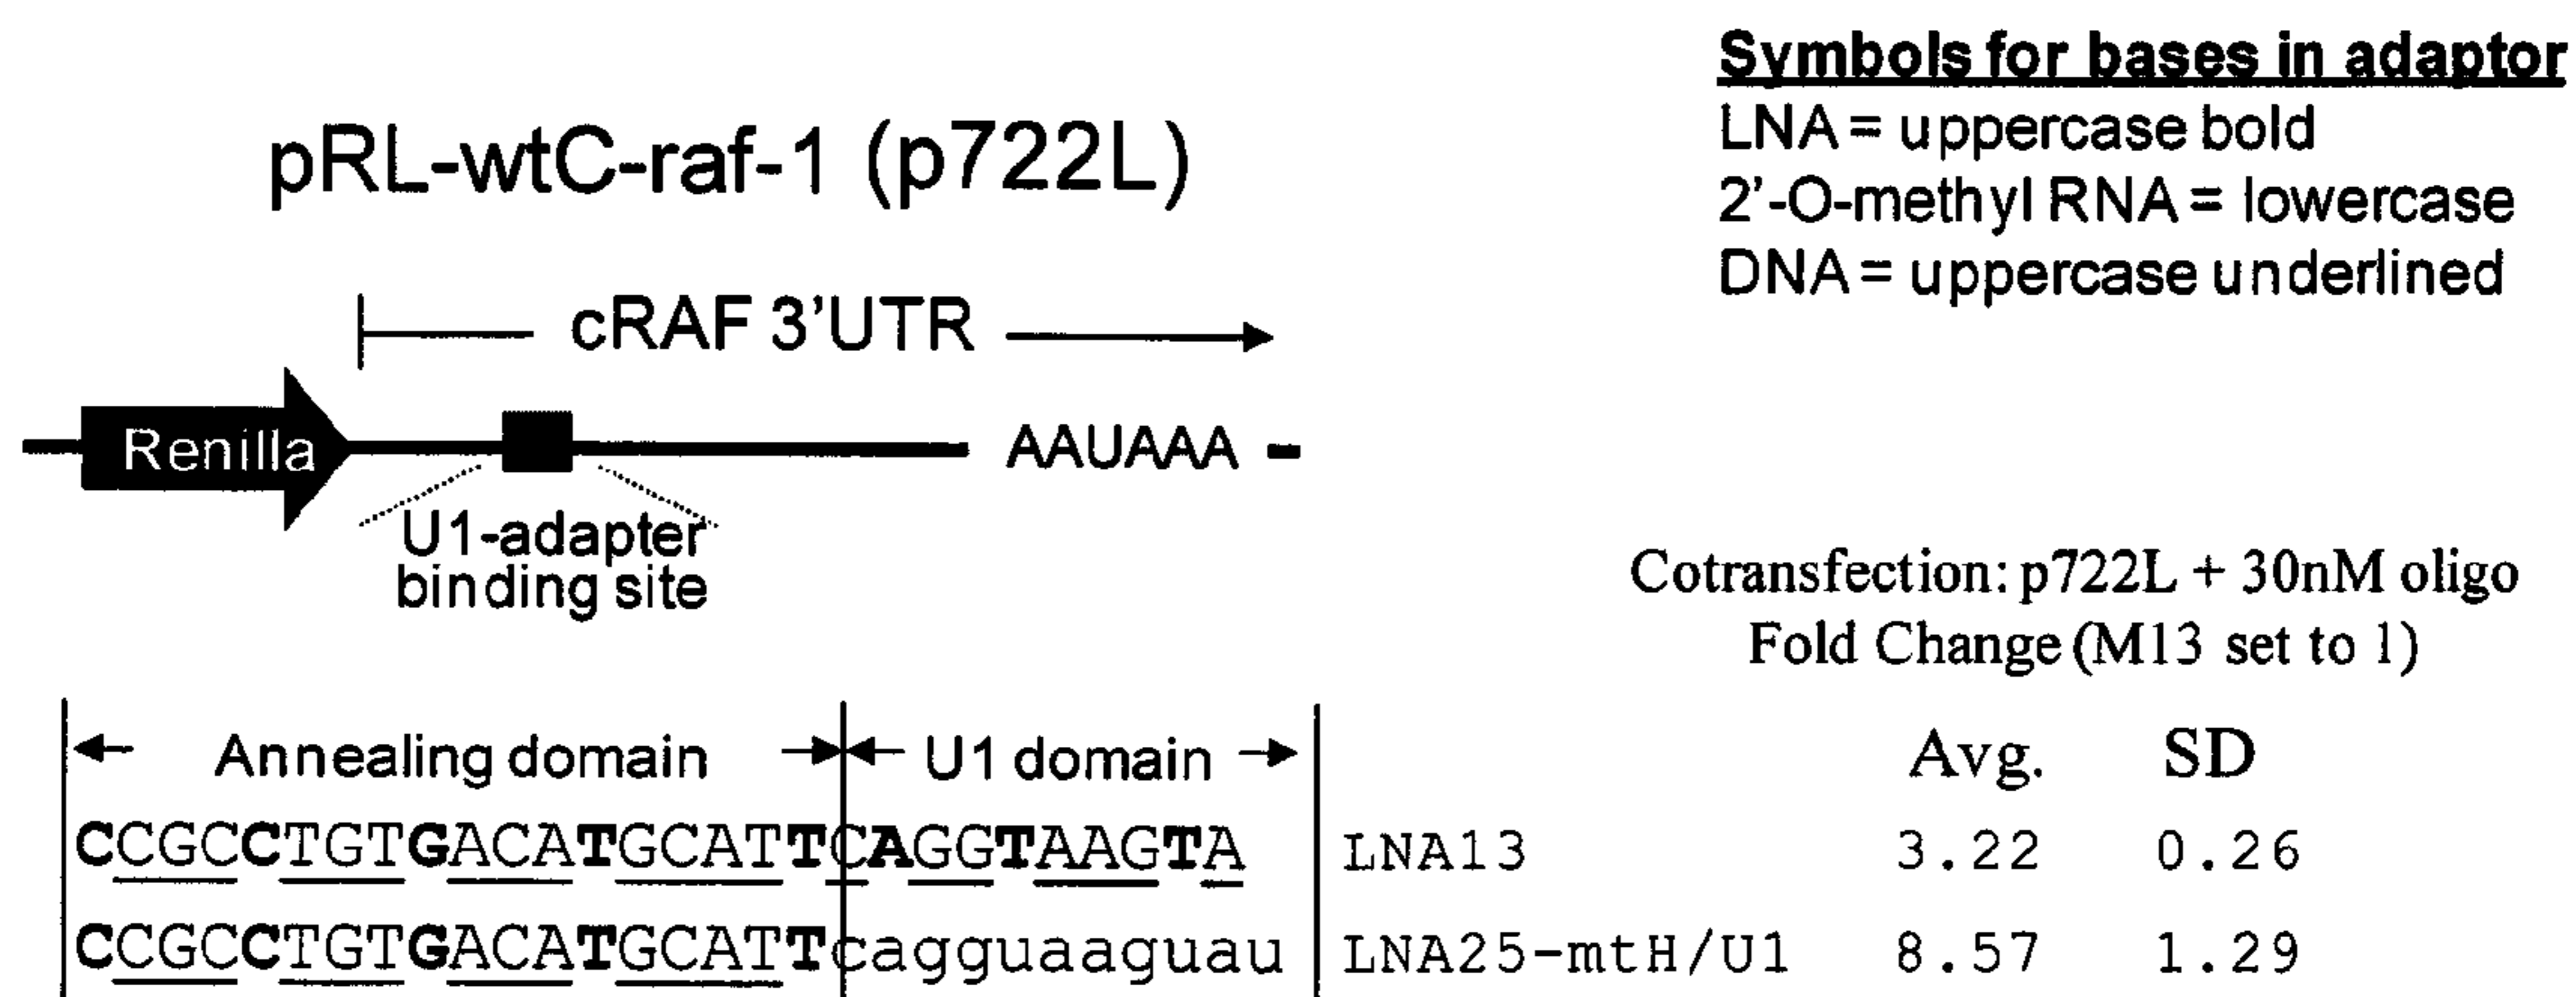 Symbols for bases in adaptor
LNA = uppercase bold
2'-O-methyl RNA = lowercase
DNA = uppercase underlined
pRL-wtC-raf-1 (p722L)
cRAF 3'UTR
Renilla
AAUAAA
U1-adapter
binding site
Cotransfection: p722L + 30nM oligo
Fold Change (M13 set to 1)
Annealing domain U1 domain Avg. SD
CCGCCTGTGACATGCATTCAGGTAAGTA LNA13 3.22 0.26
CCGCCTGTGACATGCATTcagguaaguau LNA25-mtH/U1 8.57 1.29